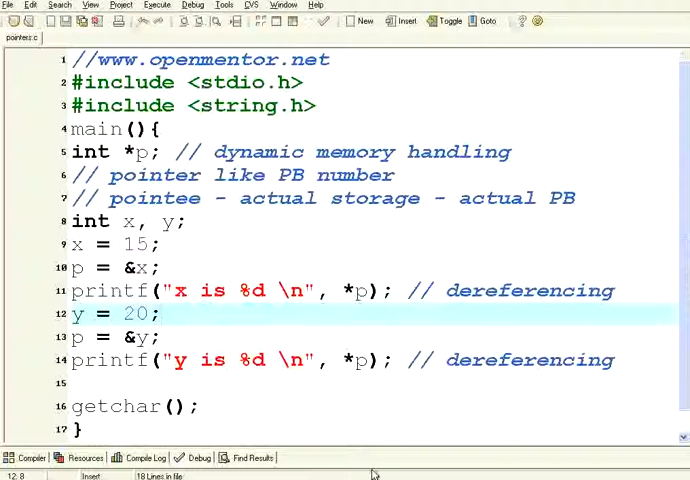 File Edit Search View Project Execute Debug Tools CVS Window Help
New Insert Toggle Goto
pointers.c
1 //www.openmentor.net
2 #include <stdio.h>
3 #include <string.h>
4 main(){
5 int *p; // dynamic memory handling
6 // pointer like PB number
7 // pointee - actual storage - actual PB
8 int x, y;
9 x = 15;
10 p = &x;
11 printf("x is %d \n", *p); // dereferencing
12 y = 20;
13 p = &y;
14 printf("y is %d \n", *p); // dereferencing
15
16 getchar();
17 }
Compiler Resources Compile Log Debug Find Results
12: 8 Insert 18 Lines in file